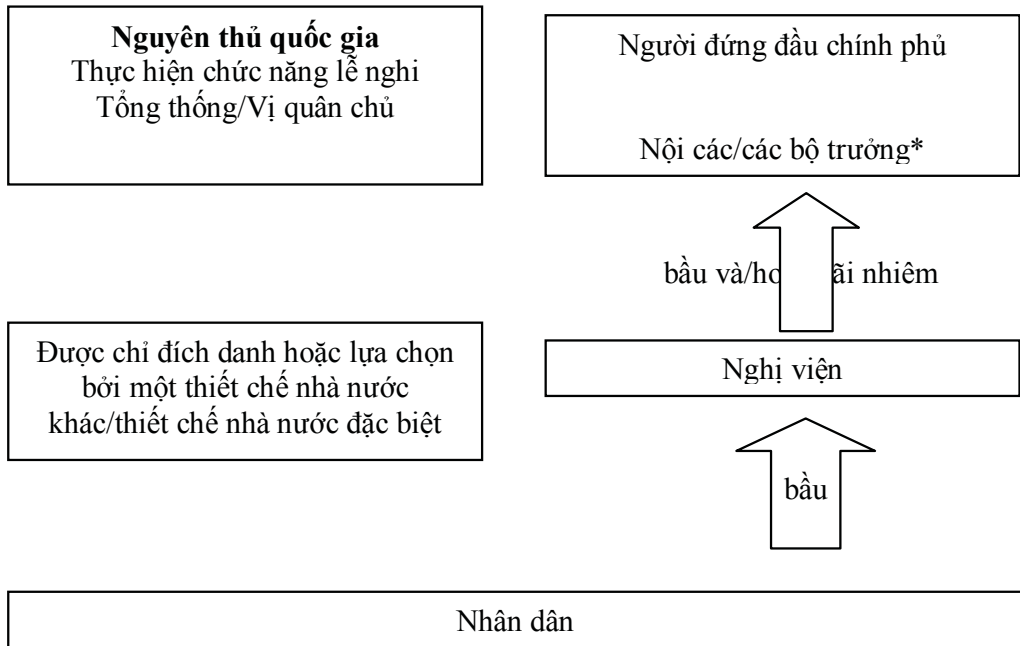 Nguyên thủ quốc gia
Thực hiện chức năng lễ nghi
Tổng thống/Vị quân chủ
Người đứng đầu chính phủ
Nội các/các bộ trưởng*
bầu và/ho ãi nhiêm
Được chỉ đích danh hoặc lựa chọn
bởi một thiết chế nhà nước
khác/thiết chế nhà nước đặc biệt
Nghị viện
bầu
Nhân dân